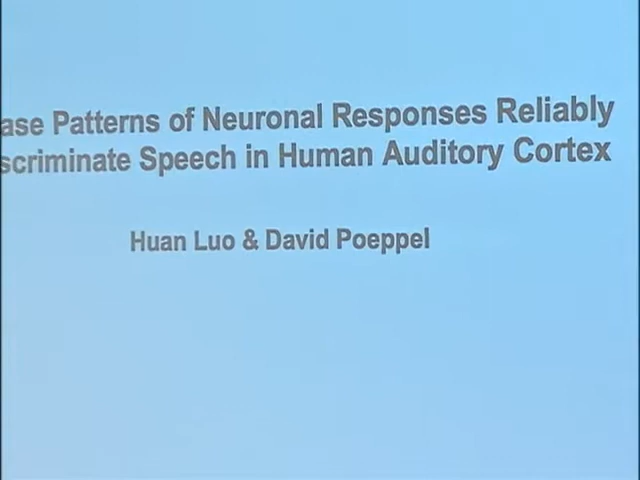 ase Patterns of Neuronal Responses Reliably
scriminate Speech in Human Auditory Cortex
Huan Luo & David Poeppel